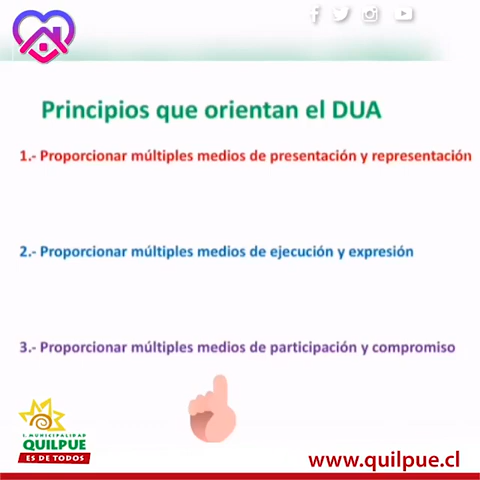 Principios que orientan el DUA
1.- Proporcionar múltiples medios de presentación y representación
2.- Proporcionar múltiples medios de ejecución y expresión
3.- Proporcionar múltiples medios de participación y compromiso
I. MUNICIPALIDAD
QUILPUE
ES DE TODOS
www.quilpue.cl